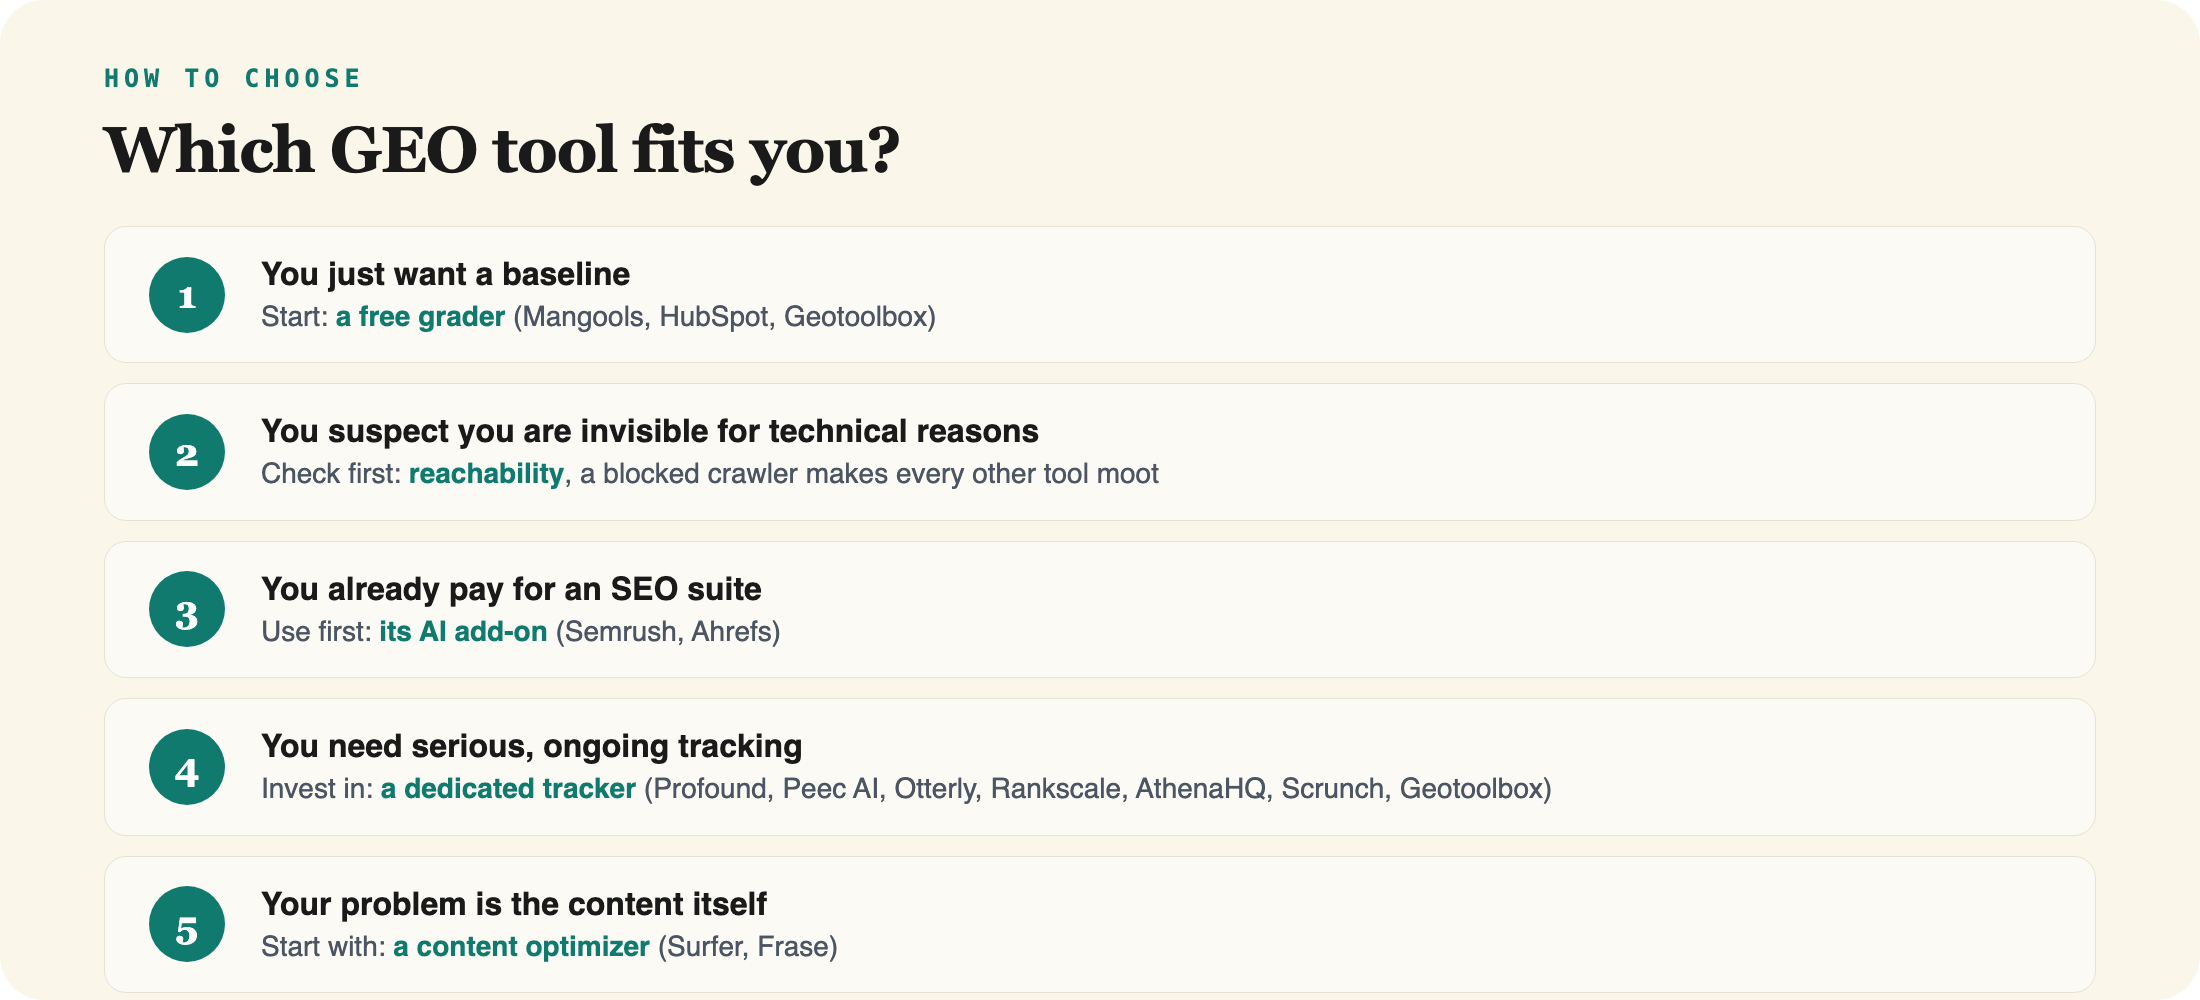 HOW TO CHOOSE
Which GEO tool fits you?
1
You just want a baseline
Start: a free grader (Mangools, HubSpot, Geotoolbox)
2
You suspect you are invisible for technical reasons
Check first: reachability, a blocked crawler makes every other tool moot
3
You already pay for an SEO suite
Use first: its AI add-on (Semrush, Ahrefs)
4
You need serious, ongoing tracking
Invest in: a dedicated tracker (Profound, Peec AI, Otterly, Rankscale, AthenaHQ, Scrunch, Geotoolbox)
5
Your problem is the content itself
Start with: a content optimizer (Surfer, Frase)